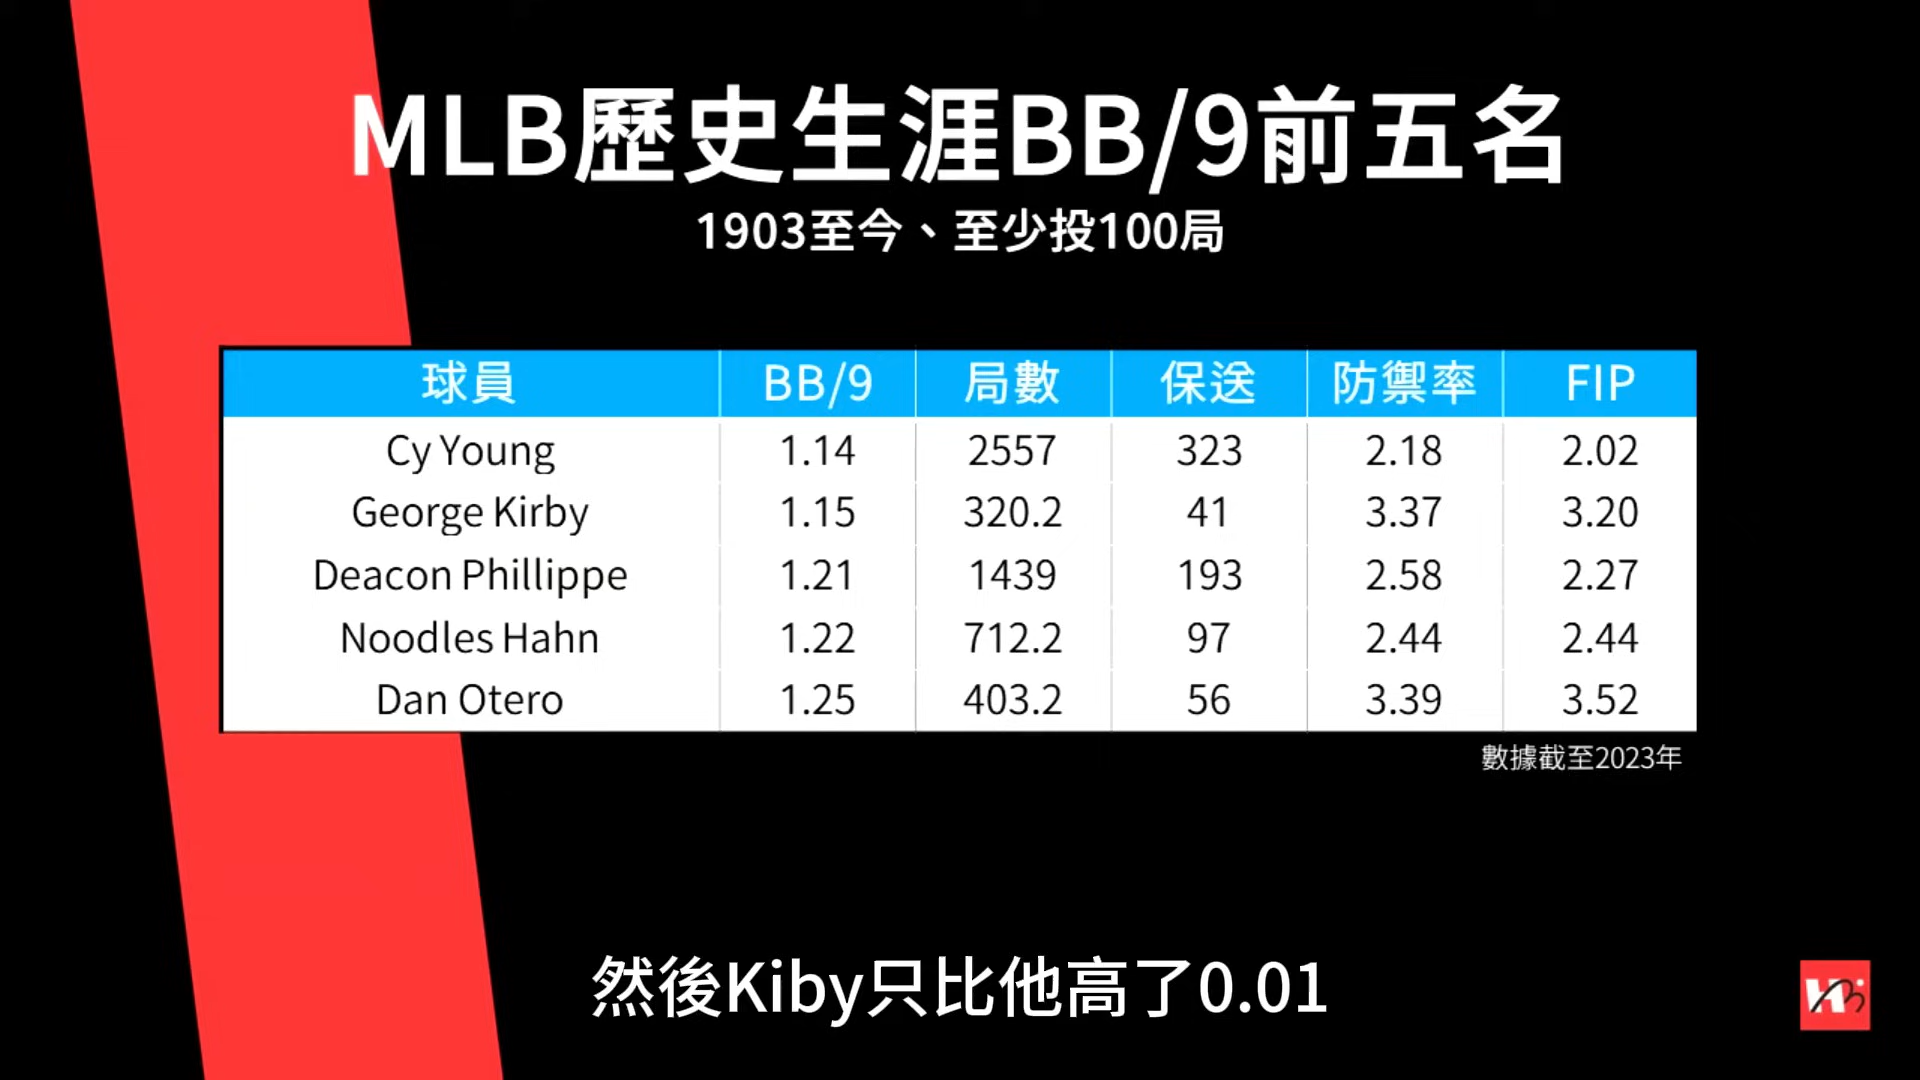 MLB歷史生涯BB/9前五名
1903至今、至少投100局
球員 BB/9 局數 保送 防禦率 FIP
Cy Young 1.14 2557 323 2.18 2.02
George Kirby 1.15 320.2 41 3.37 3.20
Deacon Phillippe 1.21 1439 193 2.58 2.27
Noodles Hahn 1.22 712.2 97 2.44 2.44
Dan Otero 1.25 403.2 56 3.39 3.52
數據截至2023年
然後Kiby只比他高了0.01